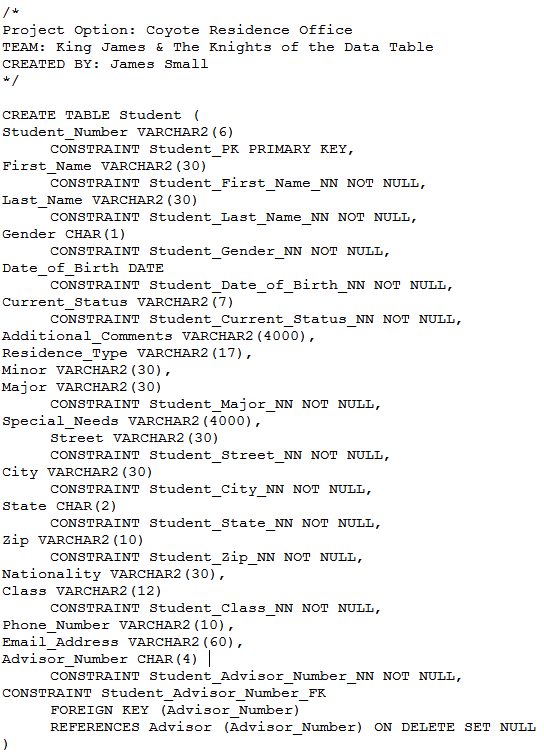 /*
Project Option: Coyote Residence Office
TEAM: King James & The Knights of the Data Table
CREATED BY: James Small
*/

CREATE TABLE Student (
Student_Number VARCHAR2(6)
CONSTRAINT Student_PK PRIMARY KEY,
First_Name VARCHAR2(30)
CONSTRAINT Student_First_Name_NN NOT NULL,
Last_Name VARCHAR2(30)
CONSTRAINT Student_Last_Name_NN NOT NULL,
Gender CHAR(1)
CONSTRAINT Student_Gender_NN NOT NULL,
Date_of_Birth DATE
CONSTRAINT Student_Date_of_Birth_NN NOT NULL,
Current_Status VARCHAR2(7)
CONSTRAINT Student_Current_Status_NN NOT NULL,
Additional_Comments VARCHAR2(4000),
Residence_Type VARCHAR2(17),
Minor VARCHAR2(30),
Major VARCHAR2(30)
CONSTRAINT Student_Major_NN NOT NULL,
Special_Needs VARCHAR2(4000),
Street VARCHAR2(30)
CONSTRAINT Student_Street_NN NOT NULL,
City VARCHAR2(30)
CONSTRAINT Student_City_NN NOT NULL,
State CHAR(2)
CONSTRAINT Student_State_NN NOT NULL,
Zip VARCHAR2(10)
CONSTRAINT Student_Zip_NN NOT NULL,
Nationality VARCHAR2(30),
Class VARCHAR2(12)
CONSTRAINT Student_Class_NN NOT NULL,
Phone_Number VARCHAR2(10),
Email_Address VARCHAR2(60),
Advisor_Number CHAR(4)
CONSTRAINT Student_Advisor_Number_NN NOT NULL,
CONSTRAINT Student_Advisor_Number_FK
FOREIGN KEY (Advisor_Number)
REFERENCES Advisor (Advisor_Number) ON DELETE SET NULL
)